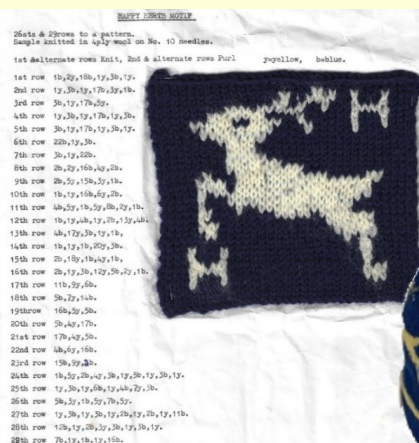 HAPPY HERTS MOTIF
26sts & 29rows to a pattern.
Sample knitted in 4ply wool on No. 10 needles.
1st &alternate rows Knit, 2nd & alternate rows Purl y=yellow, b=blue.
1st row 1b,2y,18b,1y,3b,1y.
2nd row 1y,3b,1y,17b,3y,1b.
3rd row 3b,1y,17b,5y.
4th row 1y,3b,1y,17b,1y,3b.
5th row 3b,1y,17b,1y,3b,1y.
6th row 22b,1y,3b.
7th row 3b,1y,22b.
8th row 2b,2y,16b,4y,2b.
9th row 2b,5y,15b,3y,1b.
10th row 1b,1y,16b,6y,2b.
11th row 4b,5y,1b,5y,8b,2y,1b.
12th row 1b,1y,4b,1y,2b,13y,4b.
13th row 4b,17y,3b,1y,1b,
14th row 1b,1y,1b,20y,3b.
15th row 2b,18y,1b,4y,1b,
16th row 2b,1y,3b,12y,5b,2y,1b.
17th row 11b,9y,6b.
18th row 5b,7y,14b.
19throw 16b,5y,5b.
20th row 5b,4y,17b.
21st row 17b,4y,5b.
22nd row 4b,6y,16b.
23rd row 15b,9y,2b.
24th row 1b,5y,2b,4y,3b,1y,5b,1y,3b,1y.
25th row 1y,3b,1y,6b,1y,4b,7y,3b.
26th row 5b,3y,1b,5y,7b,5y.
27th row 1y,3b,1y,3b,1y,2b,1y,2b,1y,11b.
28th row 12b,1y,2b,3y,3b,1y,3b,1y.
29th row 7b,1y,1b,1y,16b.